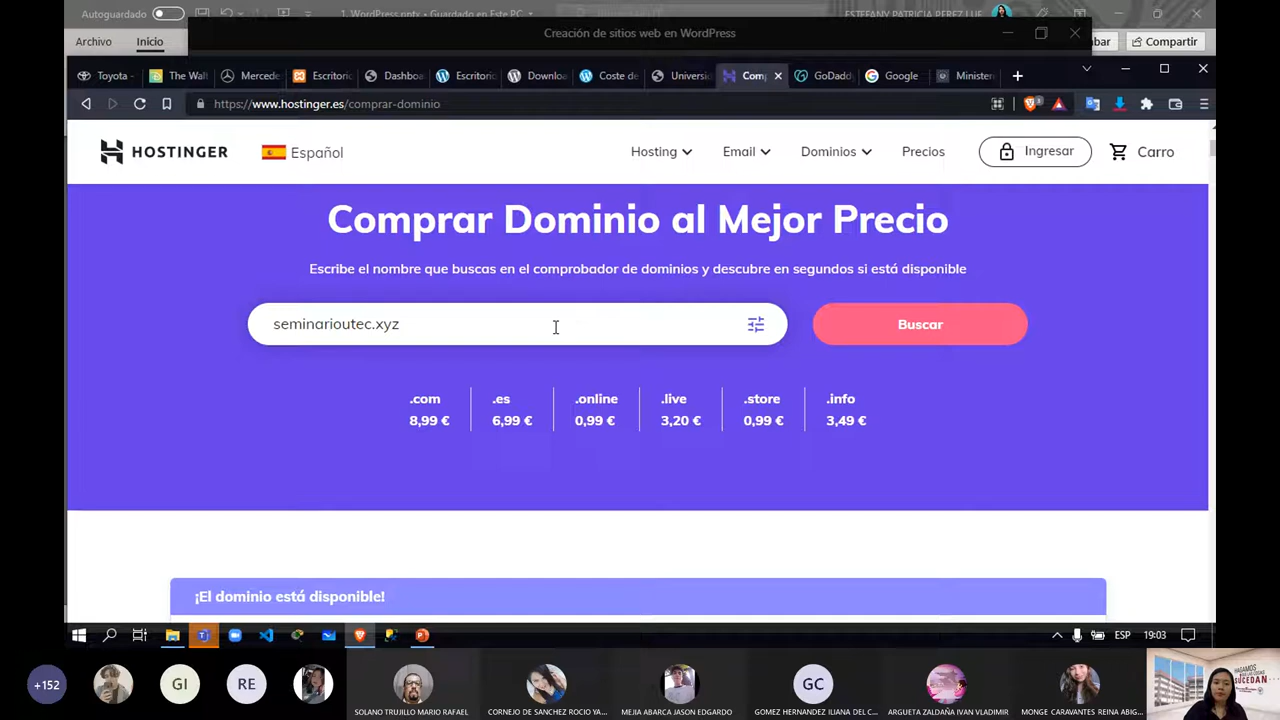 Autoguardado
1. WordPress.pptx • Guardado en Este PC
ESTEFANY PATRICIA PEREZ LUE
Archivo
Inicio
Creación de sitios web en WordPress
bar
Compartir
Toyota -
The Walt
Mercede
Escritorio
Dashboa
Escritori
Downloa
Coste de
Universi
Comp
GoDadd
Google
Minister
https://www.hostinger.es/comprar-dominio
HOSTINGER
Español
Hosting
Email
Dominios
Precios
Ingresar
Carro
Comprar Dominio al Mejor Precio
Escribe el nombre que buscas en el comprobador de dominios y descubre en segundos si está disponible
seminarioutec.xyz
Buscar
.com
8,99 €
.es
6,99 €
.online
0,99 €
.live
3,20 €
.store
0,99 €
.info
3,49 €
¡El dominio está disponible!
ESP
19:03
+152
GI
RE
GC
HAGAMOS
SUCEDAN
SOLANO TRUJILLO MARIO RAFAEL
CORNEJO DE SANCHEZ ROCIO YA...
MEJIA ABARCA JASON EDGARDO
GOMEZ HERNANDEZ ILIANA DEL C...
ARGUETA ZALDAÑA IVAN VLADIMIR
MONGE CARAVANTES REINA ABIG...